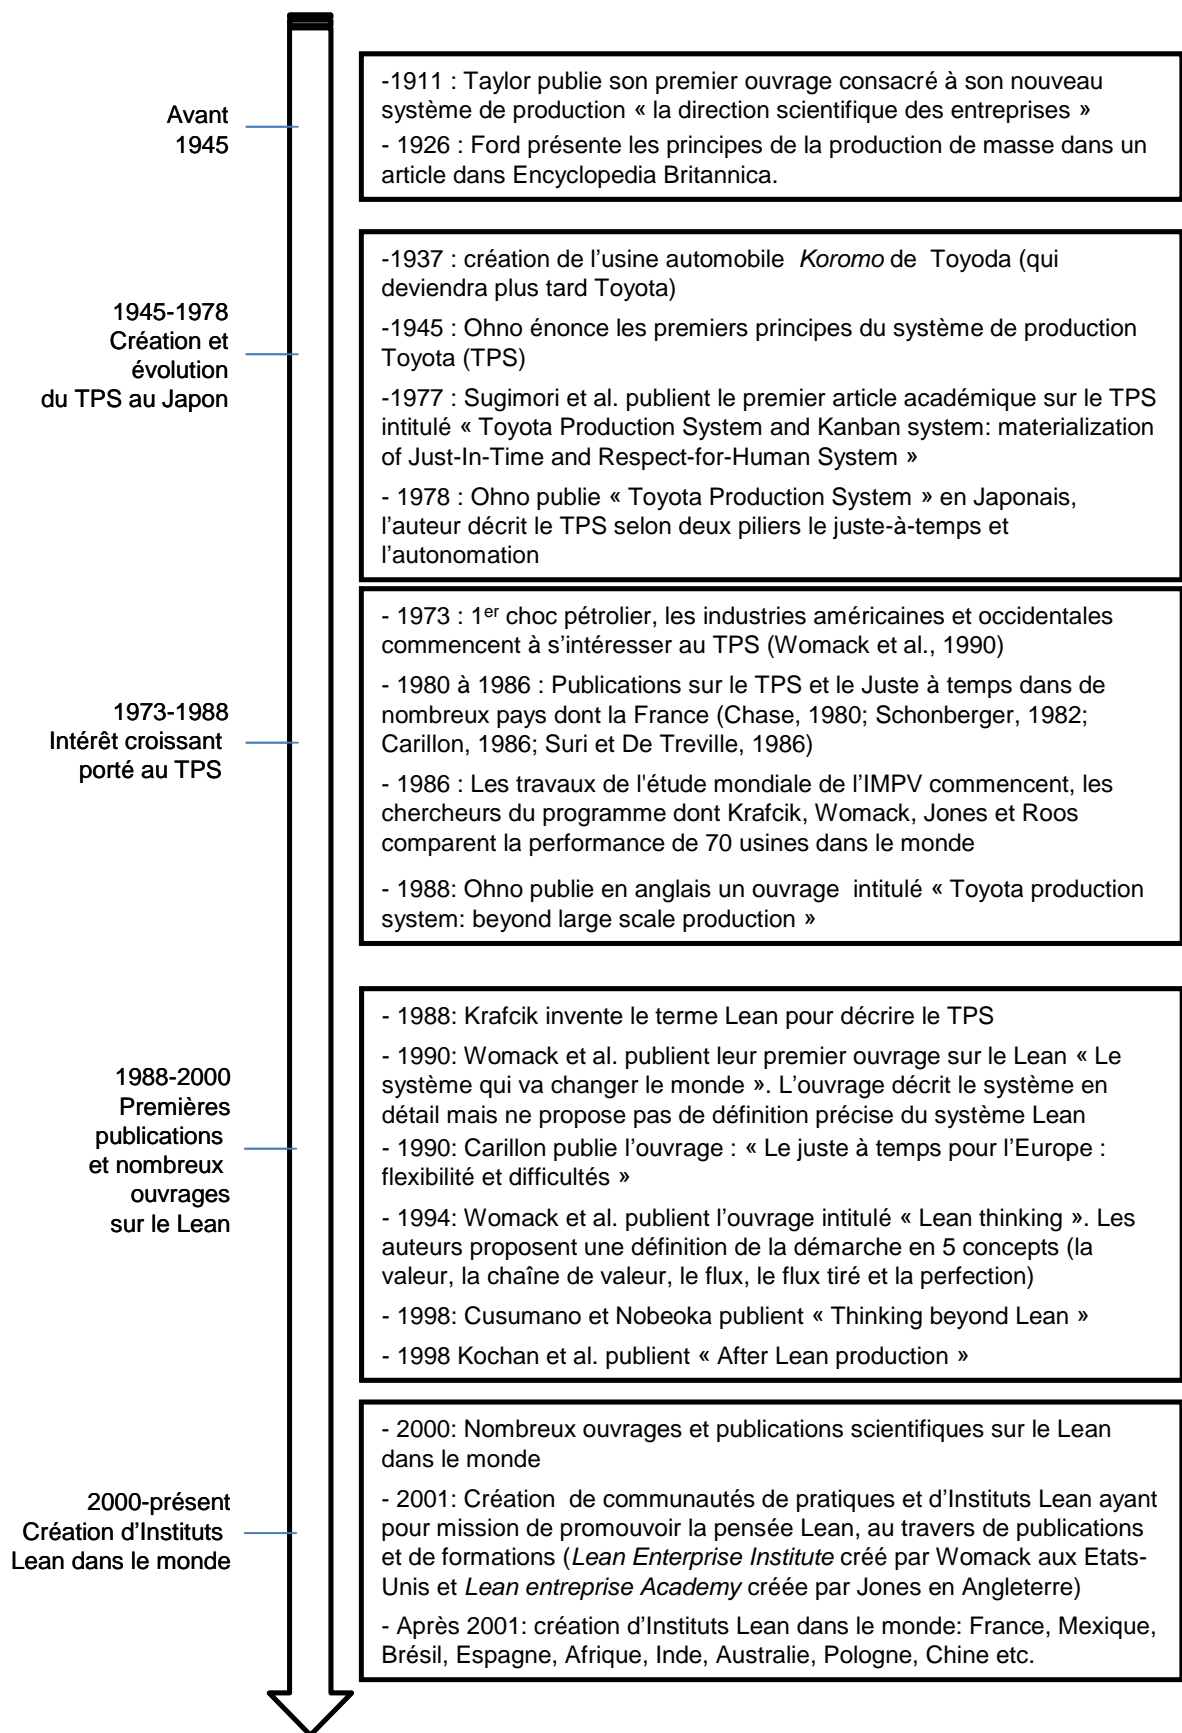 Avant
1945
-1911 : Taylor publie son premier ouvrage consacré à son nouveau
système de production « la direction scientifique des entreprises »
- 1926 : Ford présente les principes de la production de masse dans un
article dans Encyclopedia Britannica.
1945-1978
Création et
évolution
du TPS au Japon
-1937 : création de l’usine automobile Koromo de Toyoda (qui
deviendra plus tard Toyota)
-1945 : Ohno énonce les premiers principes du système de production
Toyota (TPS)
-1977 : Sugimori et al. publient le premier article académique sur le TPS
intitulé « Toyota Production System and Kanban system: materialization
of Just-In-Time and Respect-for-Human System »
- 1978 : Ohno publie « Toyota Production System » en Japonais,
l’auteur décrit le TPS selon deux piliers le juste-à-temps et
l’autonomation
1973-1988
Intérêt croissant
porté au TPS
- 1973 : 1er choc pétrolier, les industries américaines et occidentales
commencent à s’intéresser au TPS (Womack et al., 1990)
- 1980 à 1986 : Publications sur le TPS et le Juste à temps dans de
nombreux pays dont la France (Chase, 1980; Schonberger, 1982;
Carillon, 1986; Suri et De Treville, 1986)
- 1986 : Les travaux de l'étude mondiale de l’IMPV commencent, les
chercheurs du programme dont Krafcik, Womack, Jones et Roos
comparent la performance de 70 usines dans le monde
- 1988: Ohno publie en anglais un ouvrage intitulé « Toyota production
system: beyond large scale production »
1988-2000
Premières
publications
et nombreux
ouvrages
sur le Lean
- 1988: Krafcik invente le terme Lean pour décrire le TPS
- 1990: Womack et al. publient leur premier ouvrage sur le Lean « Le
système qui va changer le monde ». L’ouvrage décrit le système en
détail mais ne propose pas de définition précise du système Lean
- 1990: Carillon publie l’ouvrage : « Le juste à temps pour l’Europe :
flexibilité et difficultés »
- 1994: Womack et al. publient l’ouvrage intitulé « Lean thinking ». Les
auteurs proposent une définition de la démarche en 5 concepts (la
valeur, la chaîne de valeur, le flux, le flux tiré et la perfection)
- 1998: Cusumano et Nobeoka publient « Thinking beyond Lean »
- 1998 Kochan et al. publient « After Lean production »
2000-présent
Création d’Instituts
Lean dans le monde
- 2000: Nombreux ouvrages et publications scientifiques sur le Lean
dans le monde
- 2001: Création de communautés de pratiques et d’Instituts Lean ayant
pour mission de promouvoir la pensée Lean, au travers de publications
et de formations (Lean Enterprise Institute créé par Womack aux Etats-
Unis et Lean entreprise Academy créée par Jones en Angleterre)
- Après 2001: création d’Instituts Lean dans le monde: France, Mexique,
Brésil, Espagne, Afrique, Inde, Australie, Pologne, Chine etc.